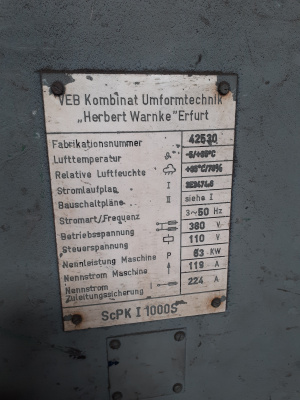 VEB Kombinat Umformtechnik
„Herbert Warnke" Erfurt
Fabrikationsnummer 42530
Lufttemperatur
Relative Luftfeuchte
Stromlaufplan I
Bauschaltpläne II siehe I
Stromart/Frequenz 3~50 Hz
Betriebsspannung 380 V
Steuerspannung 110 V
Nennleistung Maschine P 63 KW
Nennstrom Maschine 119 A
Nennstrom Zuleitungssicherung I 224 A
ScPK I 1000S